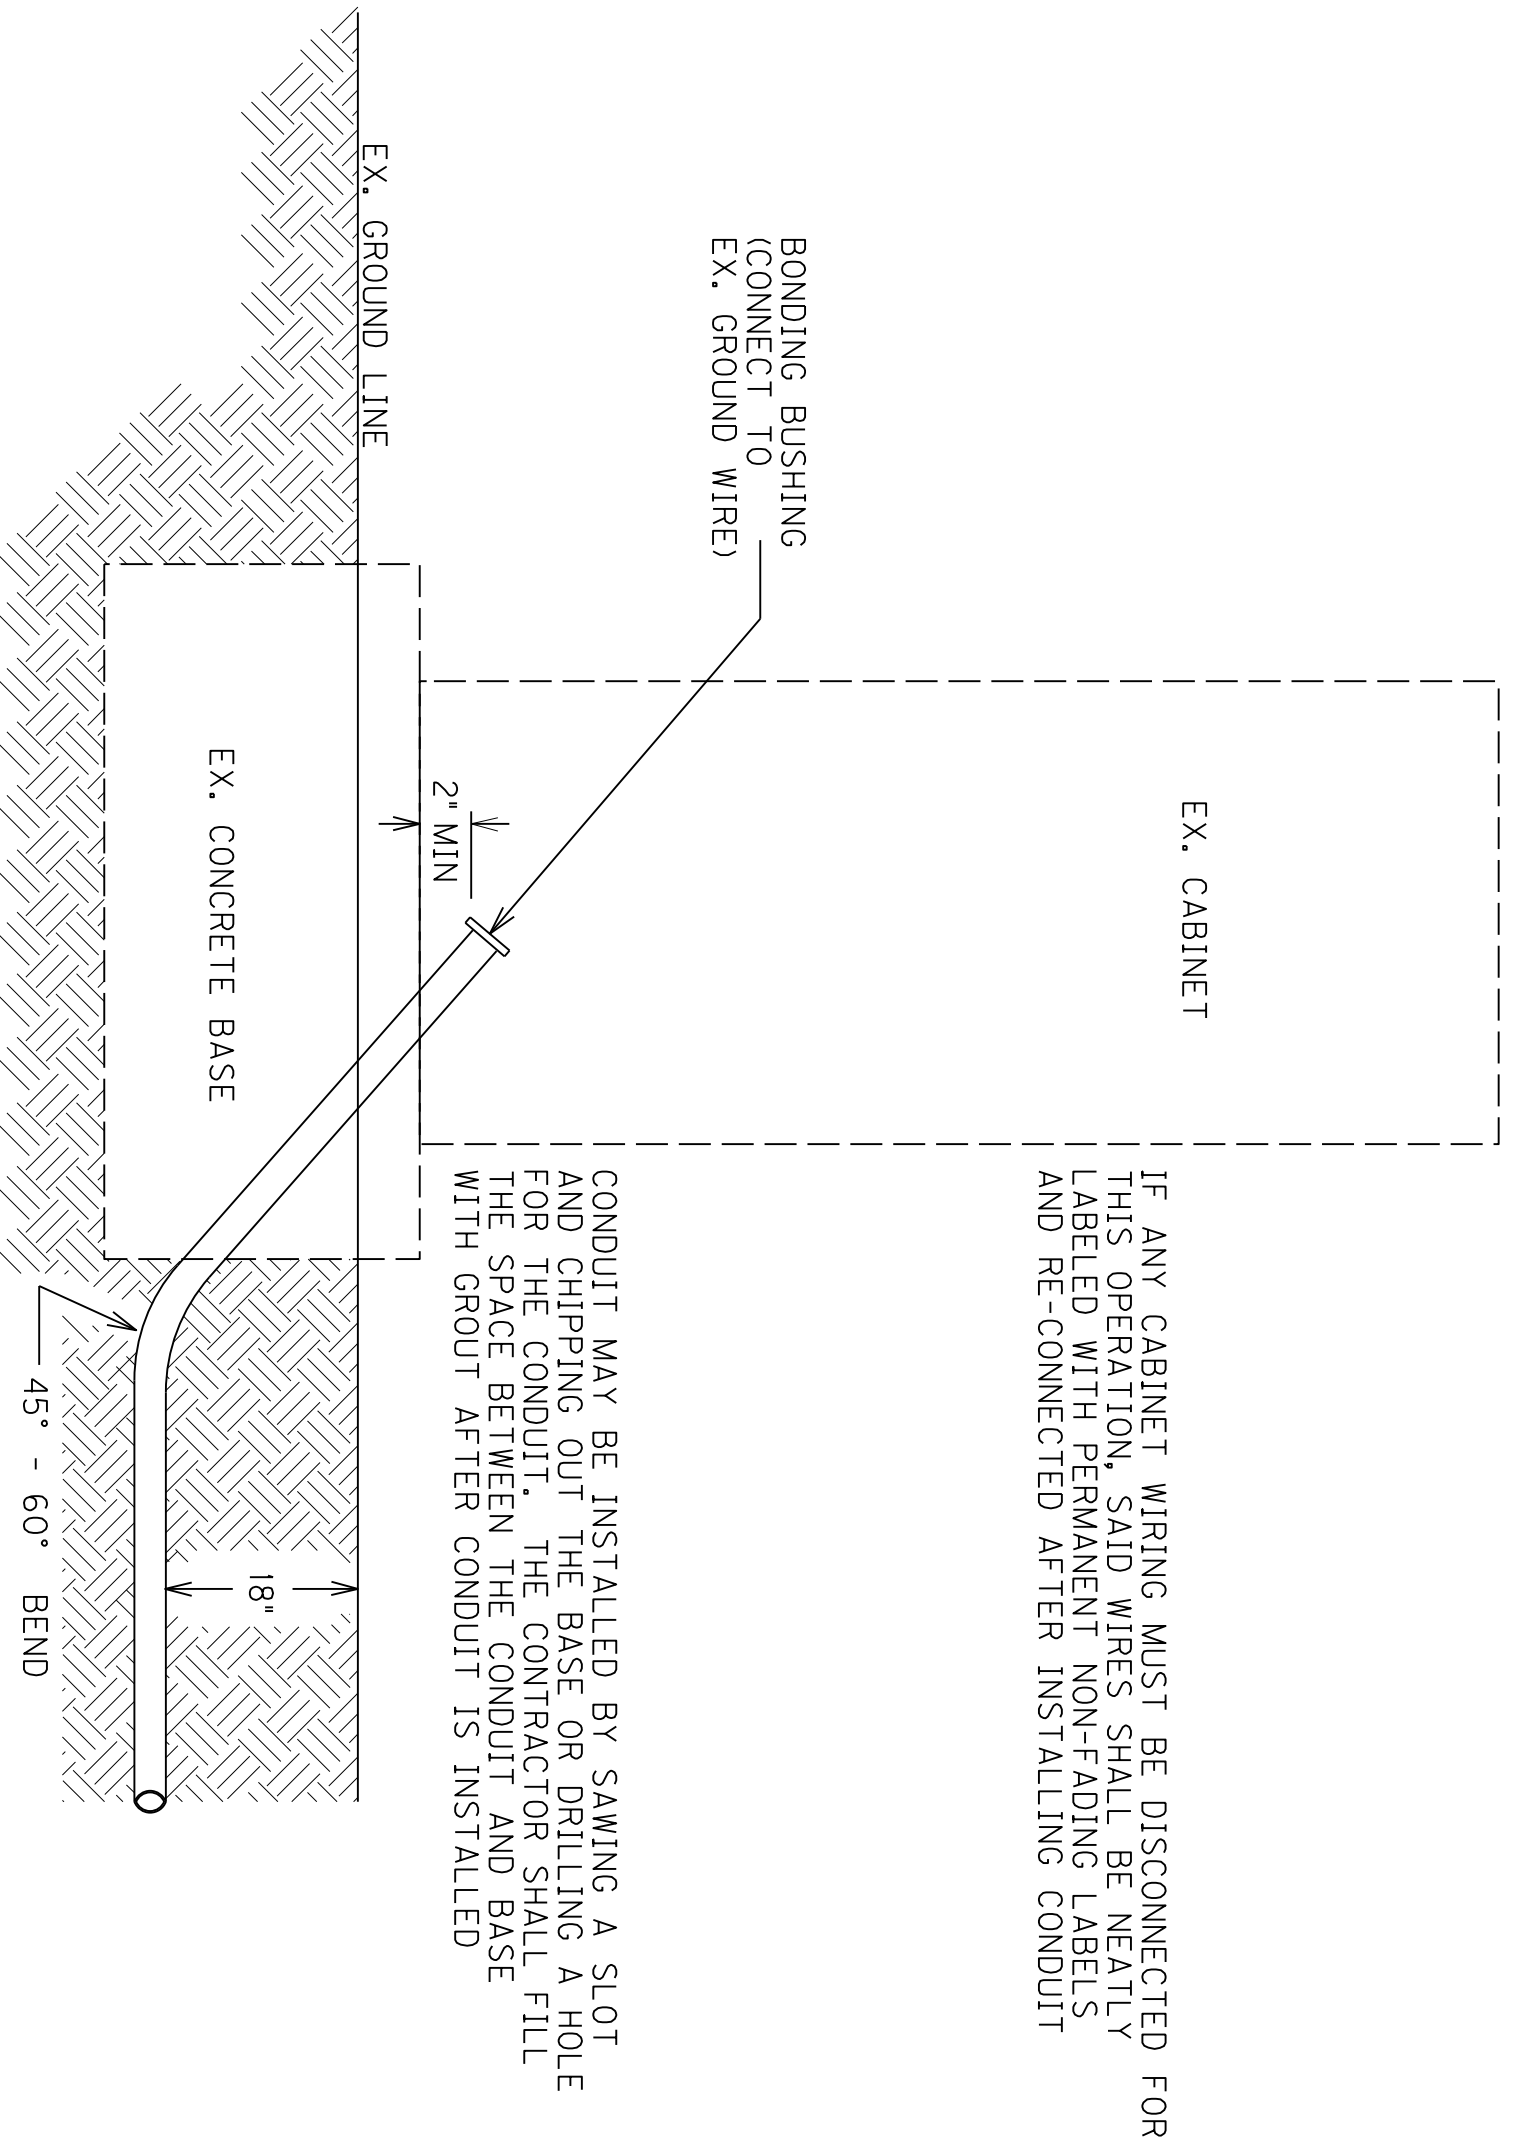 IF ANY CABINET WIRING MUST BE DISCONNECTED FOR
THIS OPERATION, SAID WIRES SHALL BE NEATLY
LABELED WITH PERMANENT NON-FADING LABELS
AND RE-CONNECTED AFTER INSTALLING CONDUIT
EX. CABINET
BONDING BUSHING
(CONNECT TO
EX. GROUND WIRE)
CONDUIT MAY BE INSTALLED BY SAWING A SLOT
AND CHIPPING OUT THE BASE OR DRILLING A HOLE
FOR THE CONDUIT. THE CONTRACTOR SHALL FILL
THE SPACE BETWEEN THE CONDUIT AND BASE
WITH GROUT AFTER CONDUIT IS INSTALLED
2" MIN
EX. GROUND LINE
18"
EX. CONCRETE BASE
45° - 60° BEND